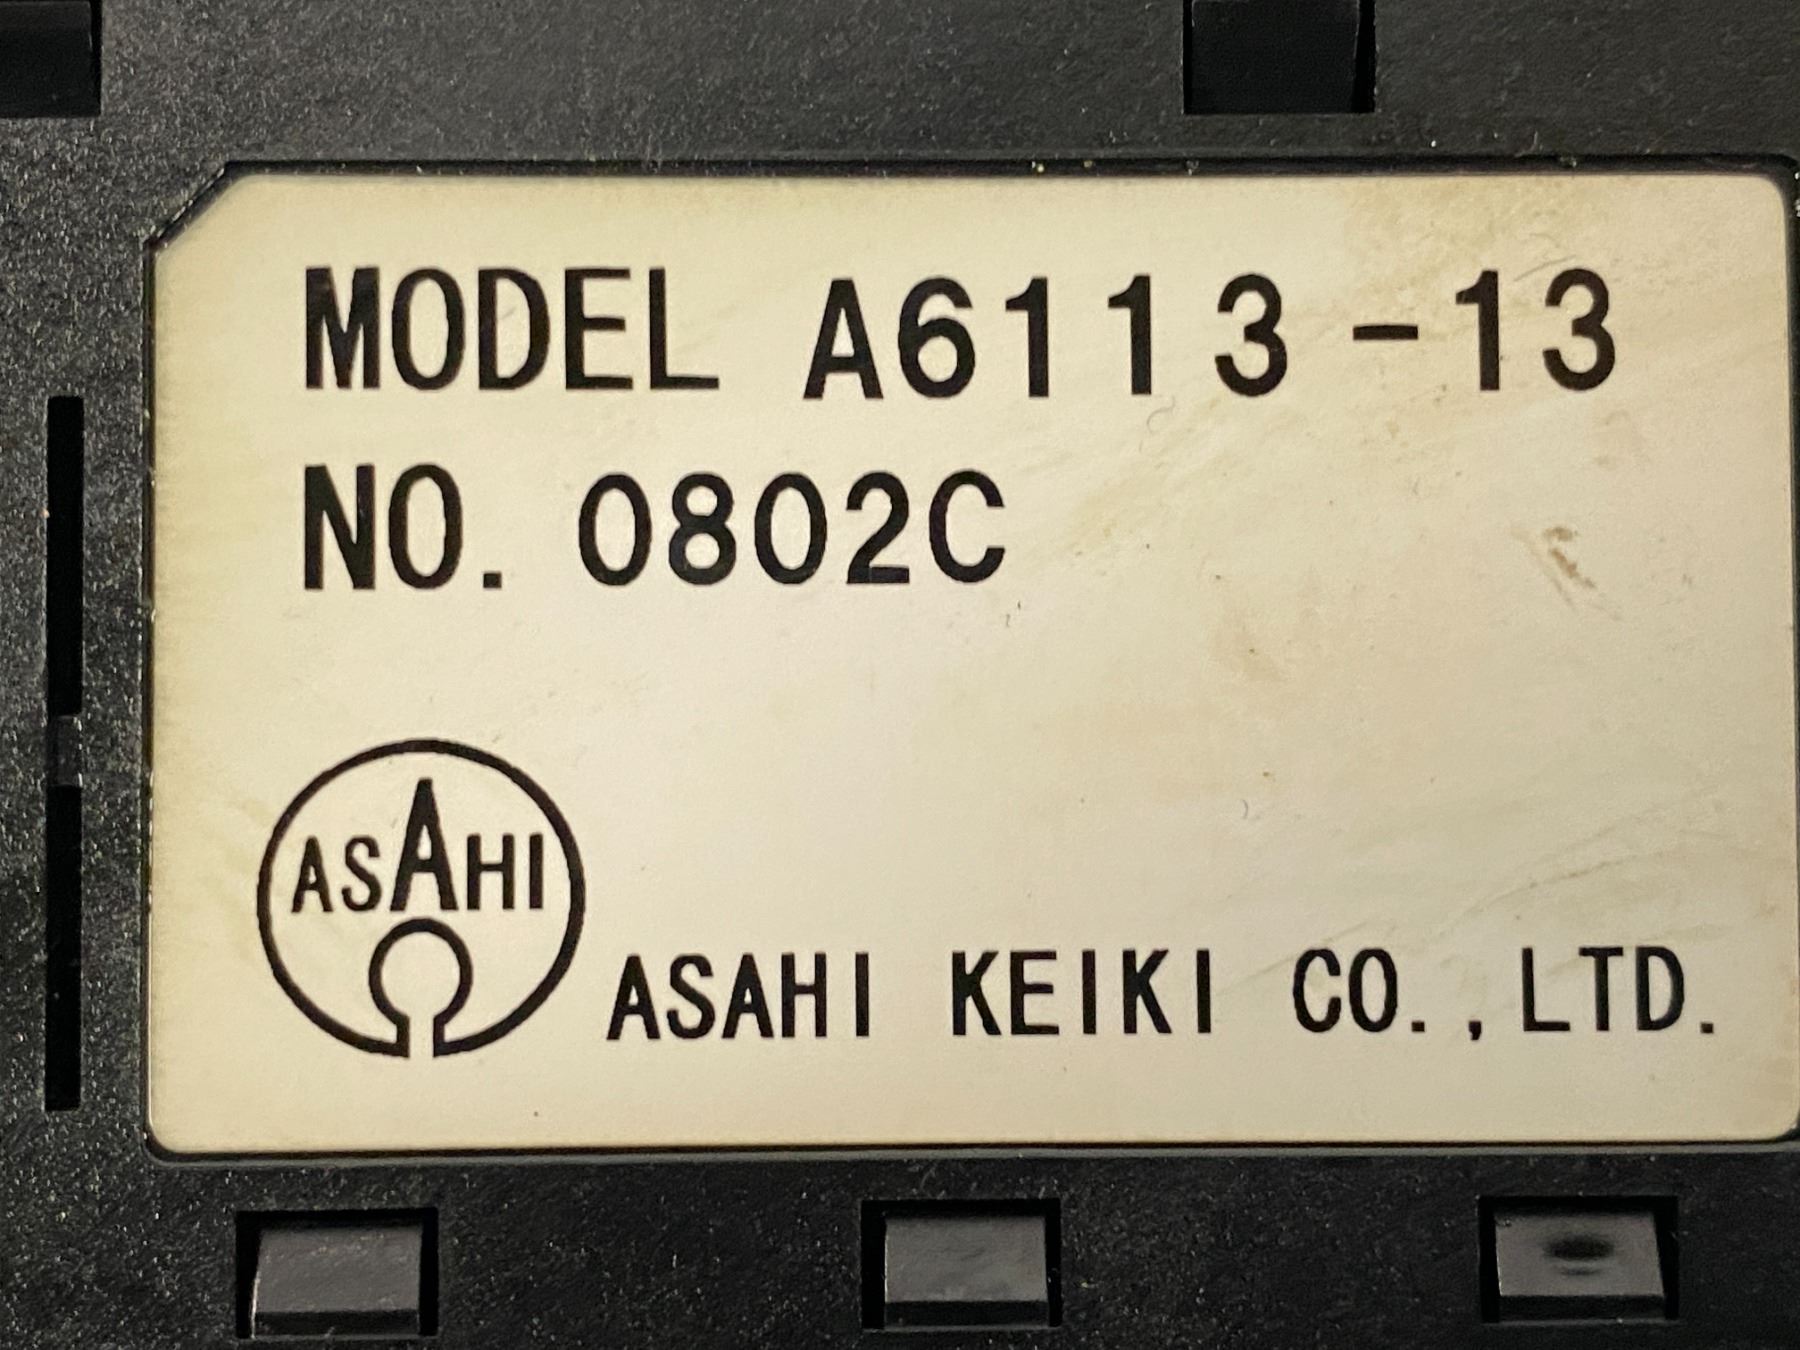 MODEL A6113-13
NO. 0802C
ASAHI
ASAHI KEIKI CO.,LTD.